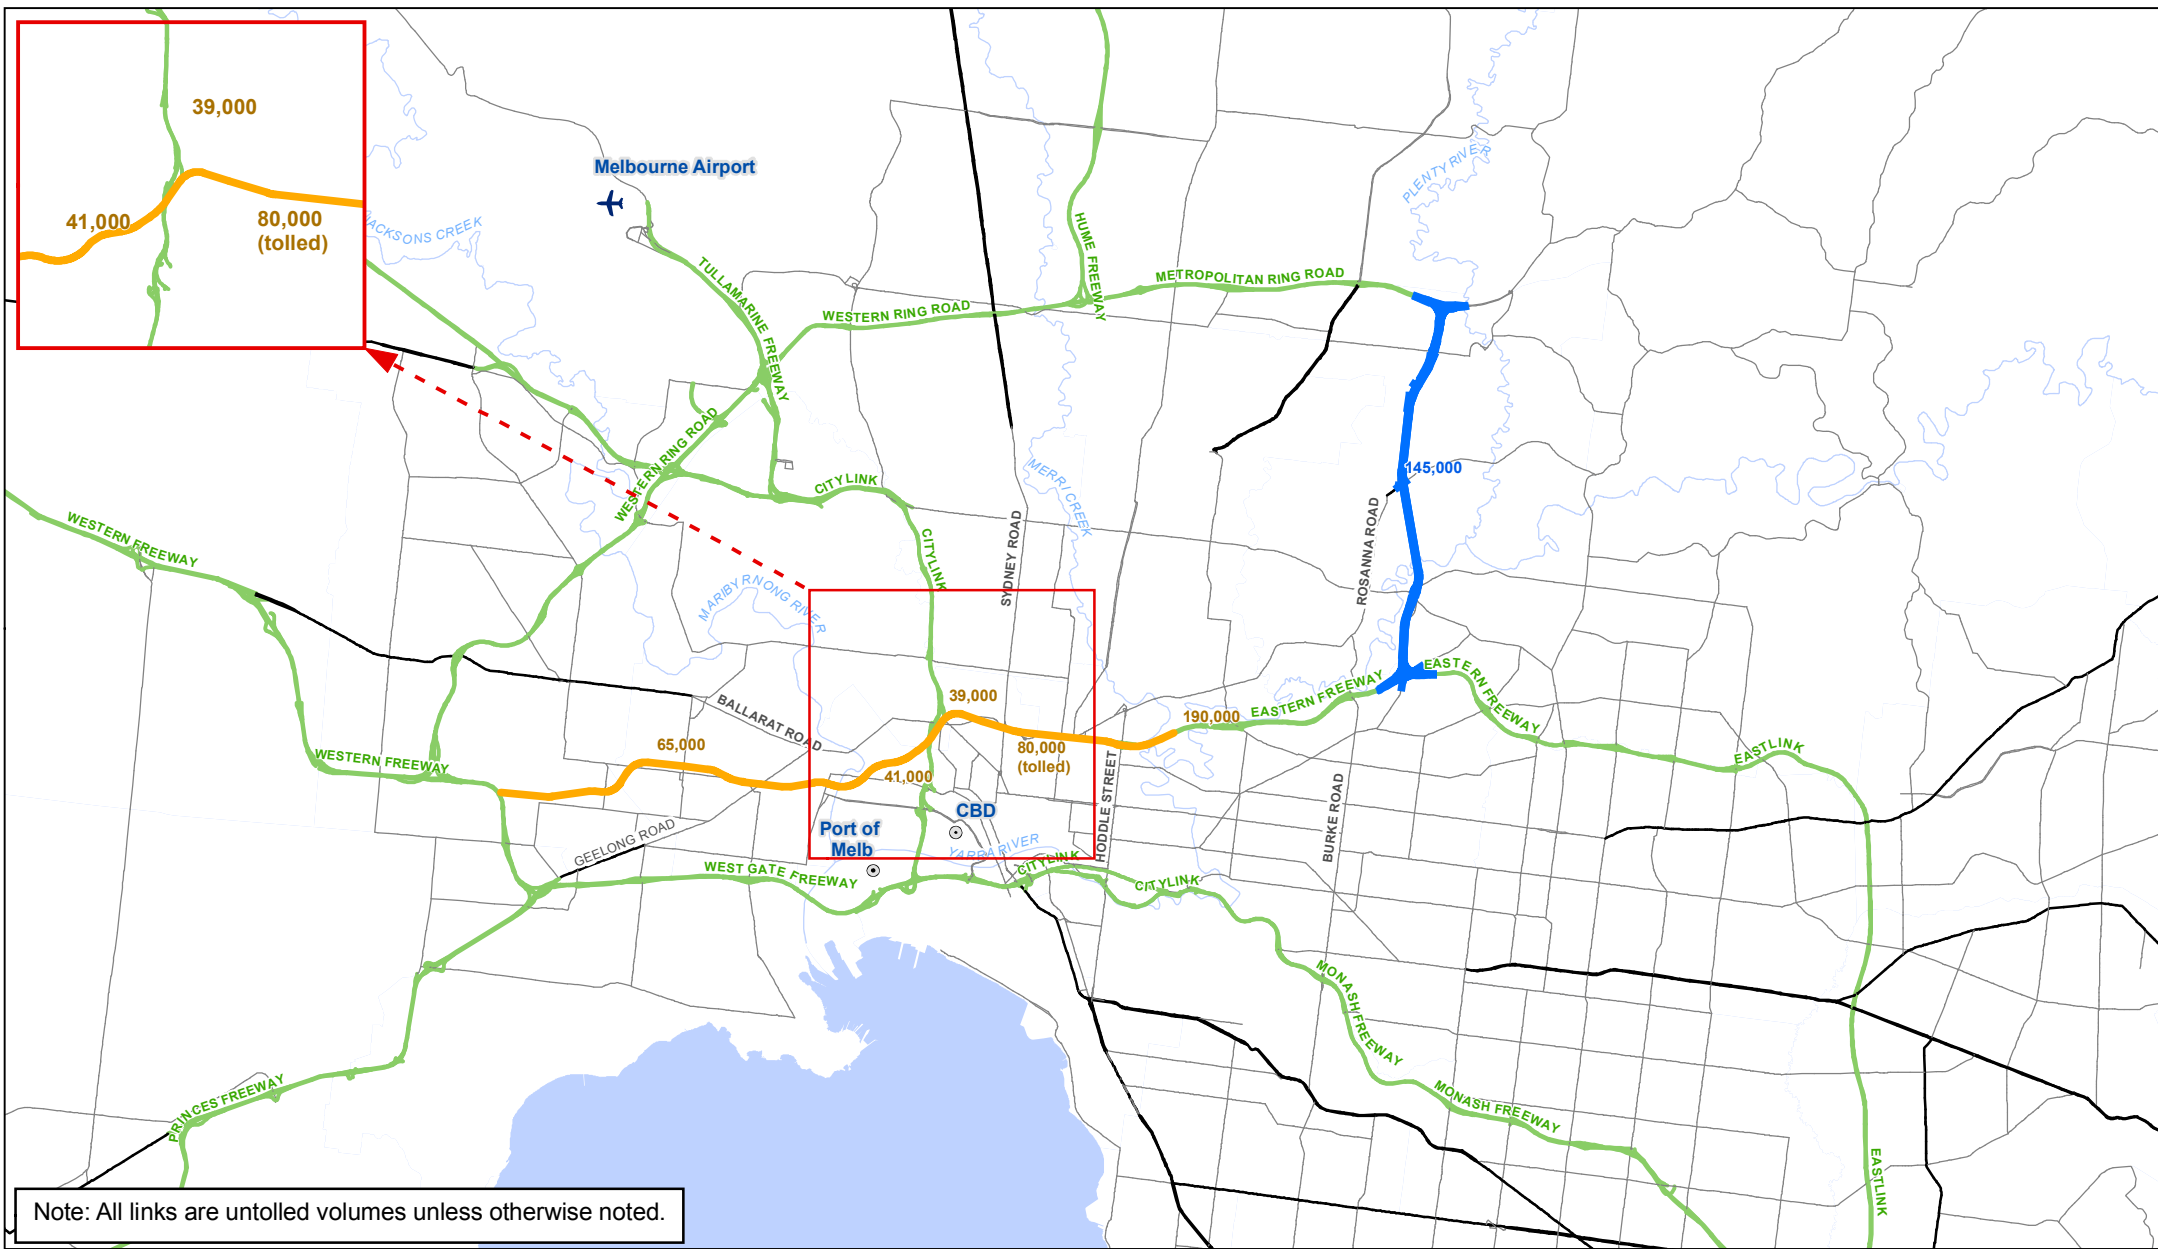 39,000
41,000
80,000
(tolled)
JACKSONS CREEK
Melbourne Airport
PLENTY RIVER
HUME FREEWAY
TULLAMARINE FREEWAY
METROPOLITAN RING ROAD
WESTERN RING ROAD
WESTERN RING ROAD
CITYLINK
MERRI CREEK
145,000
WESTERN FREEWAY
CITYLINK
SYDNEY ROAD
ROSANNA ROAD
MARIBYRNONG RIVER
39,000
BALLARAT ROAD
EASTERN FREEWAY
EASTERN FREEWAY
190,000
65,000
80,000
(tolled)
41,000
WESTERN FREEWAY
EASTLINK
HODDLE STREET
BURKE ROAD
CBD
Port of
Melb
GEELONG ROAD
YARRA RIVER
WEST GATE FREEWAY
CITYLINK
CITYLINK
MONASH FREEWAY
MONASH FREEWAY
PRINCES FREEWAY
EASTLINK
Note: All links are untolled volumes unless otherwise noted.